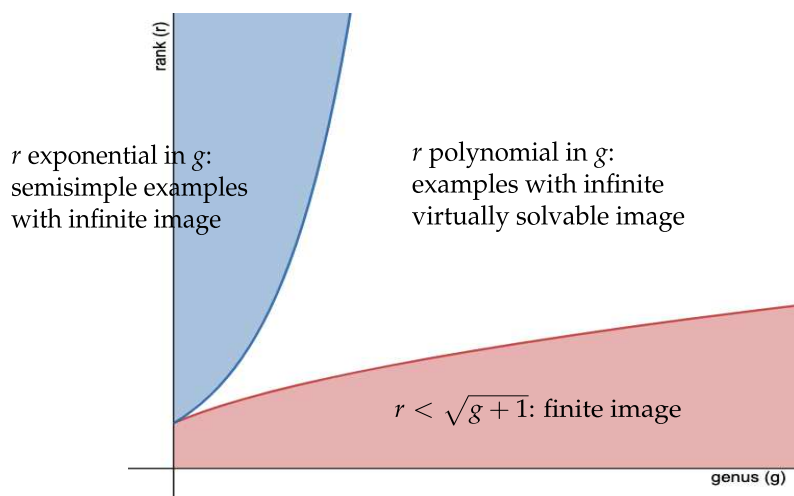 rank (r)
r exponential in g:
semisimple examples
with infinite image
r polynomial in g:
examples with infinite
virtually solvable image
r < √(g + 1): finite image
genus (g)